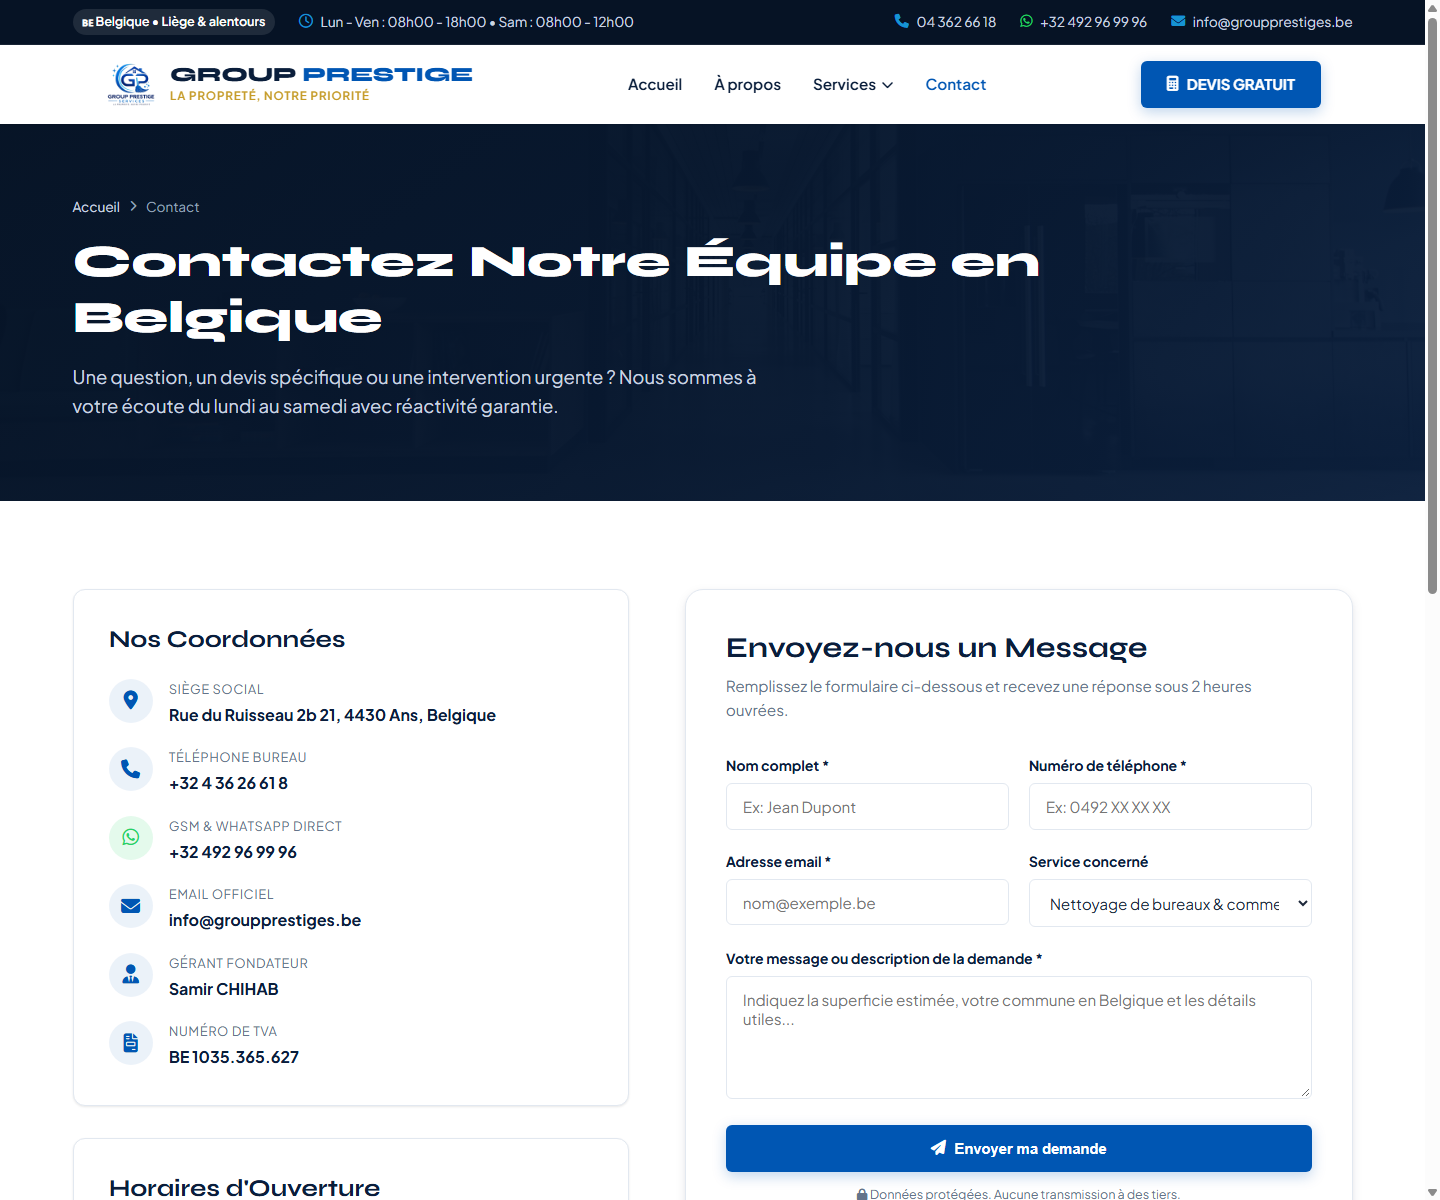 BE Belgique • Liège & alentours
Lun - Ven : 08h00 - 18h00 • Sam : 08h00 - 12h00
04 362 66 18
+32 492 96 99 96
info@groupprestiges.be
GROUP PRESTIGE
SERVICES
GROUP PRESTIGE
LA PROPRETÉ, NOTRE PRIORITÉ
Accueil
À propos
Services
Contact
DEVIS GRATUIT
Accueil > Contact
Contactez Notre Équipe en
Belgique
Une question, un devis spécifique ou une intervention urgente ? Nous sommes à
votre écoute du lundi au samedi avec réactivité garantie.
Nos Coordonnées
SIÈGE SOCIAL
Rue du Ruisseau 2b 21, 4430 Ans, Belgique
TÉLÉPHONE BUREAU
+32 4 36 26 61 8
GSM & WHATSAPP DIRECT
+32 492 96 99 96
EMAIL OFFICIEL
info@groupprestiges.be
GÉRANT FONDATEUR
Samir CHIHAB
NUMÉRO DE TVA
BE 1035.365.627
Horaires d'Ouverture
Envoyez-nous un Message
Remplissez le formulaire ci-dessous et recevez une réponse sous 2 heures
ouvrées.
Nom complet *
Numéro de téléphone *
Ex: Jean Dupont
Ex: 0492 XX XX XX
Adresse email *
Service concerné
nom@exemple.be
Nettoyage de bureaux & comme
Votre message ou description de la demande *
Indiquez la superficie estimée, votre commune en Belgique et les détails
utiles...
Envoyer ma demande
Données protégées. Aucune transmission à des tiers.